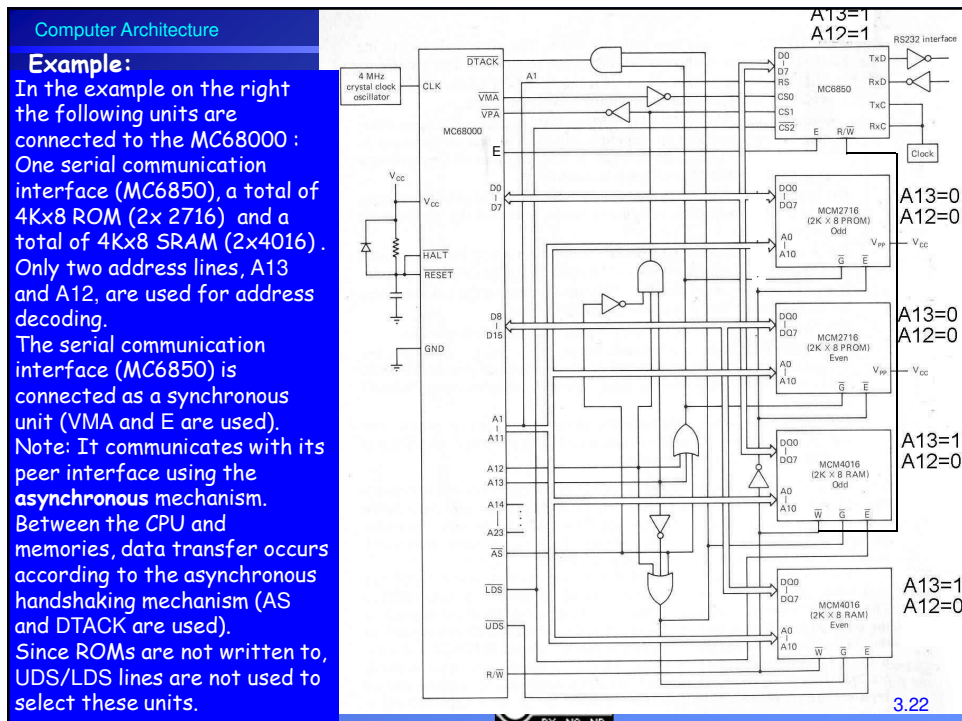 Computer Architecture
Example:
In the example on the right
the following units are
connected to the MC68000 :
One serial communication
interface (MC6850), a total of
4Kx8 ROM (2x 2716) and a
total of 4Kx8 SRAM (2x4016) .
Only two address lines, A13
and A12, are used for address
decoding.
The serial communication
interface (MC6850) is
connected as a synchronous
unit (VMA and E are used).
Note: It communicates with its
peer interface using the
asynchronous mechanism.
Between the CPU and
memories, data transfer occurs
according to the asynchronous
handshaking mechanism (AS
and DTACK are used).
Since ROMs are not written to,
UDS/LDS lines are not used to
select these units.
4 MHz
crystal clock
oscillator
VCC
CLK
MC68000
VCC
HALT
RESET
GND
DTACK
VMA
VPA
E
D0
D7
D8
D15
A1
A11
A12
A13
A14
A23
AS
LDS
UDS
R/W
A1
A13=1
A12=1
RS232 interface
D0
D7
RS
CS0
CS1
CS2
MC6850
TxD
RxD
TxC
RxC
E
R/W
Clock
DQ0
DQ7
MCM2716
(2K X 8 PROM)
Odd
A0
A10
G
E
VPP
VCC
A13=0
A12=0
DQ0
DQ7
MCM2716
(2K X 8 PROM)
Even
A0
A10
G
E
VPP
VCC
A13=0
A12=0
DQ0
DQ7
MCM4016
(2K X 8 RAM)
Odd
A0
A10
W
G
E
A13=1
A12=0
DQ0
DQ7
MCM4016
(2K X 8 RAM)
Even
A0
A10
W
G
E
A13=1
A12=0
3.22